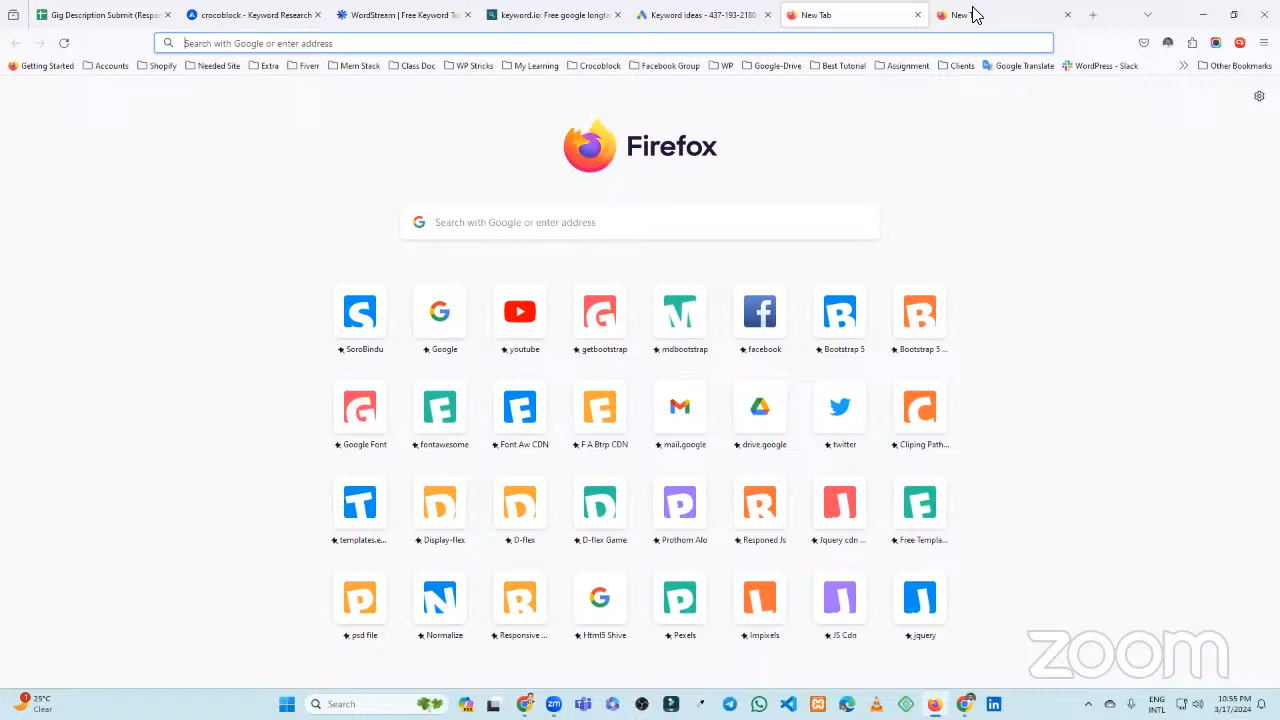 Gig Description Submit (Respon
crocoblock Keyword Research
WordStream | Free Keyword To
keyword.io: Free google longta
Keyword ideas - 437-193-2180
New Tab
New
Search with Google or enter address
Getting Started
Accounts
Shopify
Needed Site
Extra
Fiverr
Mern Stack
Class Doc
WP Stricks
My Learning
Crocoblock
Facebook Group
WP
Google-Drive
Best Tutorial
Assignment
Clients
Google Translate
WordPress - Slack
Other Bookmarks
Firefox
Search with Google or enter address
SoroBindu
Google
youtube
getbootstrap
mdbootstrap
facebook
Bootstrap 5
Bootstrap 5 ...
Google Font
fontawesome
Font Aw CDN
F A Btrp CDN
mail.google
drive.google
twitter
Cliping Path...
templates.e...
Display-flex
D-flex
D-flex Game
Prothom Alo
Responed Js
Jquery cdn ...
Free Templa...
psd file
Normalize
Responsive ...
Html5 Shive
Pexels
Impixels
JS Cdn
jquery
zoom
1
25°C
Clear
Search
ENG
INTL
10:55 PM
3/17/2024